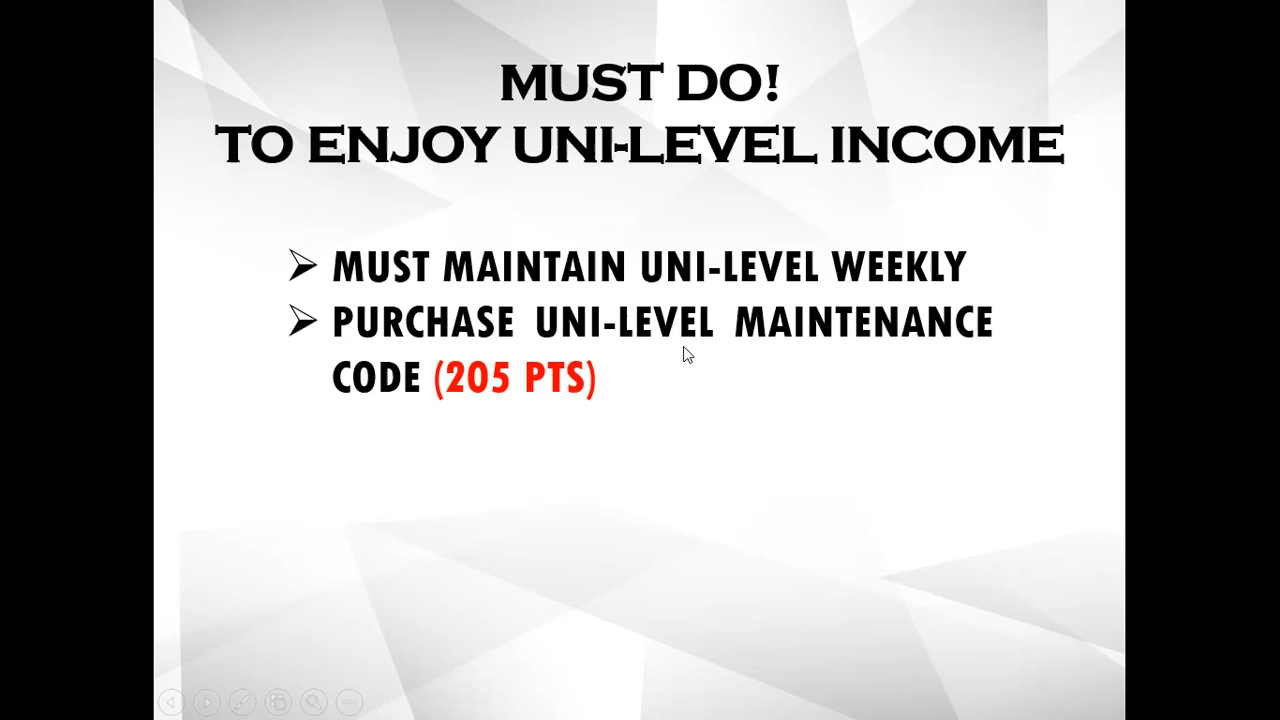 MUST DO!
TO ENJOY UNI-LEVEL INCOME
➢ MUST MAINTAIN UNI-LEVEL WEEKLY
➢ PURCHASE UNI-LEVEL MAINTENANCE
CODE (205 PTS)